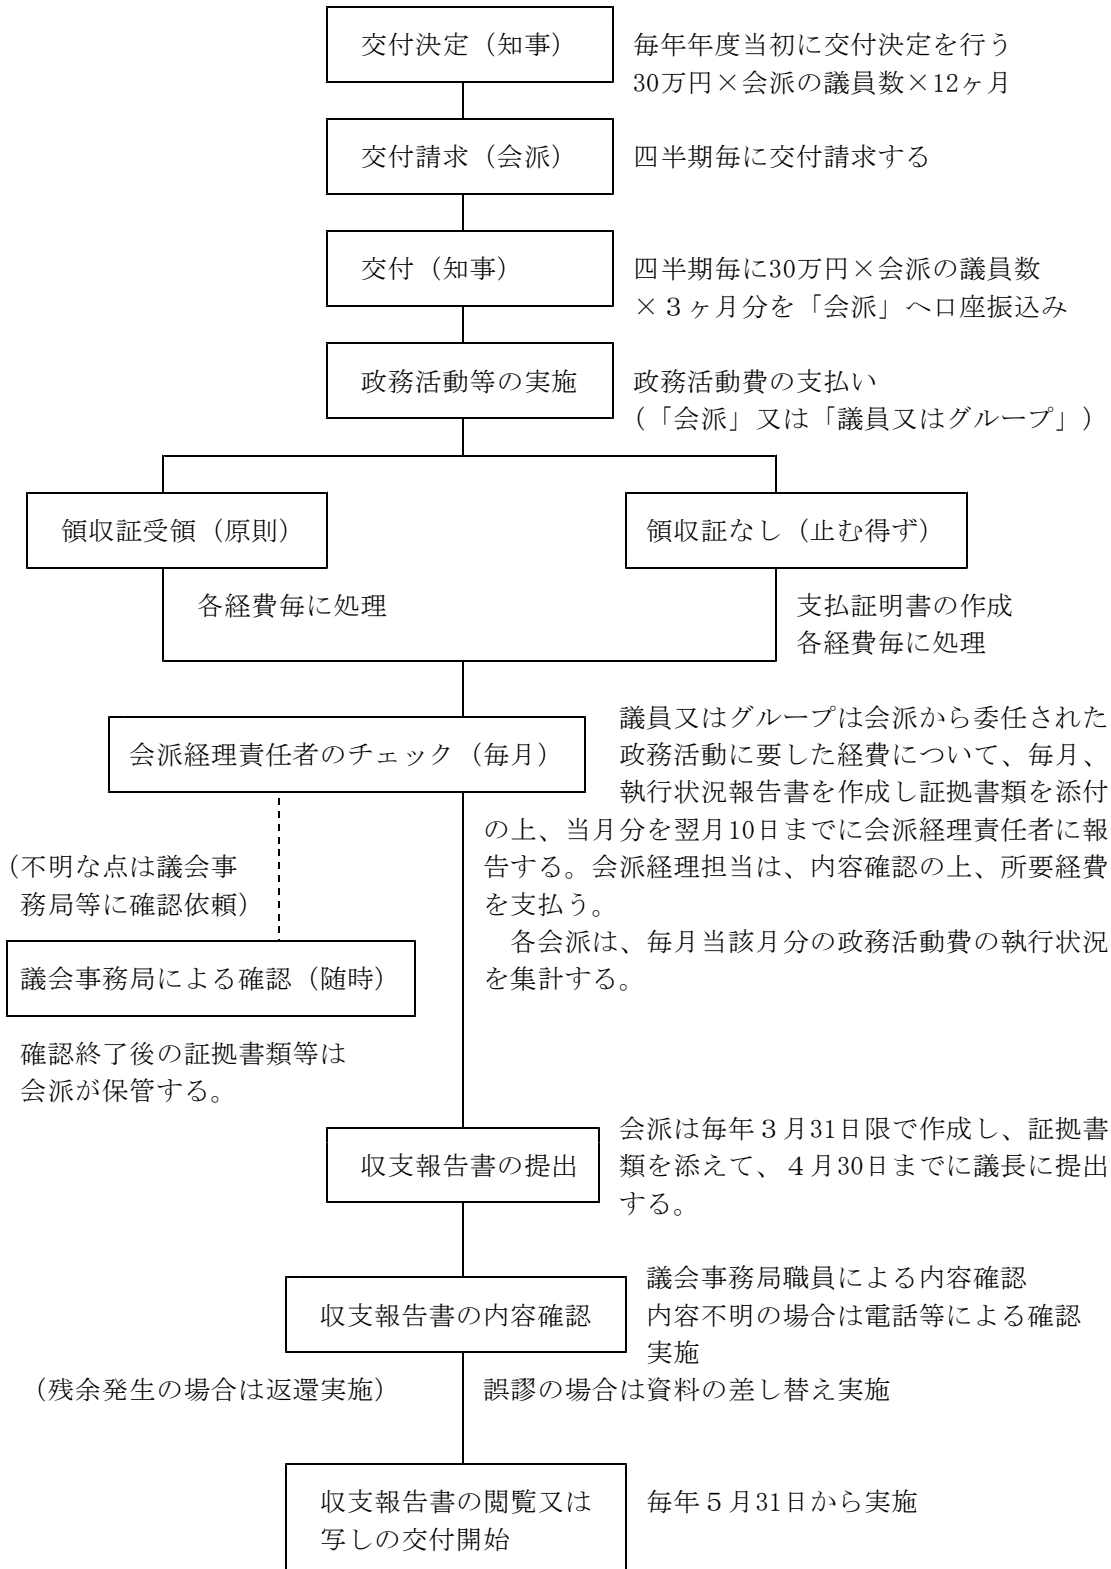 交付決定（知事）
毎年年度当初に交付決定を行う
30万円×会派の議員数×12ヶ月
交付請求（会派）
四半期毎に交付請求する
交付（知事）
四半期毎に30万円×会派の議員数
×３ヶ月分を「会派」へ口座振込み
政務活動等の実施
政務活動費の支払い
（「会派」又は「議員又はグループ」）
領収証受領（原則）
領収証なし（止む得ず）
各経費毎に処理
支払証明書の作成
各経費毎に処理
会派経理責任者のチェック（毎月）
議員又はグループは会派から委任された
政務活動に要した経費について、毎月、
執行状況報告書を作成し証拠書類を添付
の上、当月分を翌月10日までに会派経理責任者に報
告する。会派経理担当は、内容確認の上、所要経費
を支払う。
各会派は、毎月当該月分の政務活動費の執行状況
を集計する。
（不明な点は議会事
務局等に確認依頼）
議会事務局による確認（随時）
確認終了後の証拠書類等は
会派が保管する。
収支報告書の提出
会派は毎年３月31日限で作成し、証拠書
類を添えて、４月30日までに議長に提出
する。
収支報告書の内容確認
議会事務局職員による内容確認
内容不明の場合は電話等による確認
実施
（残余発生の場合は返還実施）
誤謬の場合は資料の差し替え実施
収支報告書の閲覧又は
写しの交付開始
毎年５月31日から実施